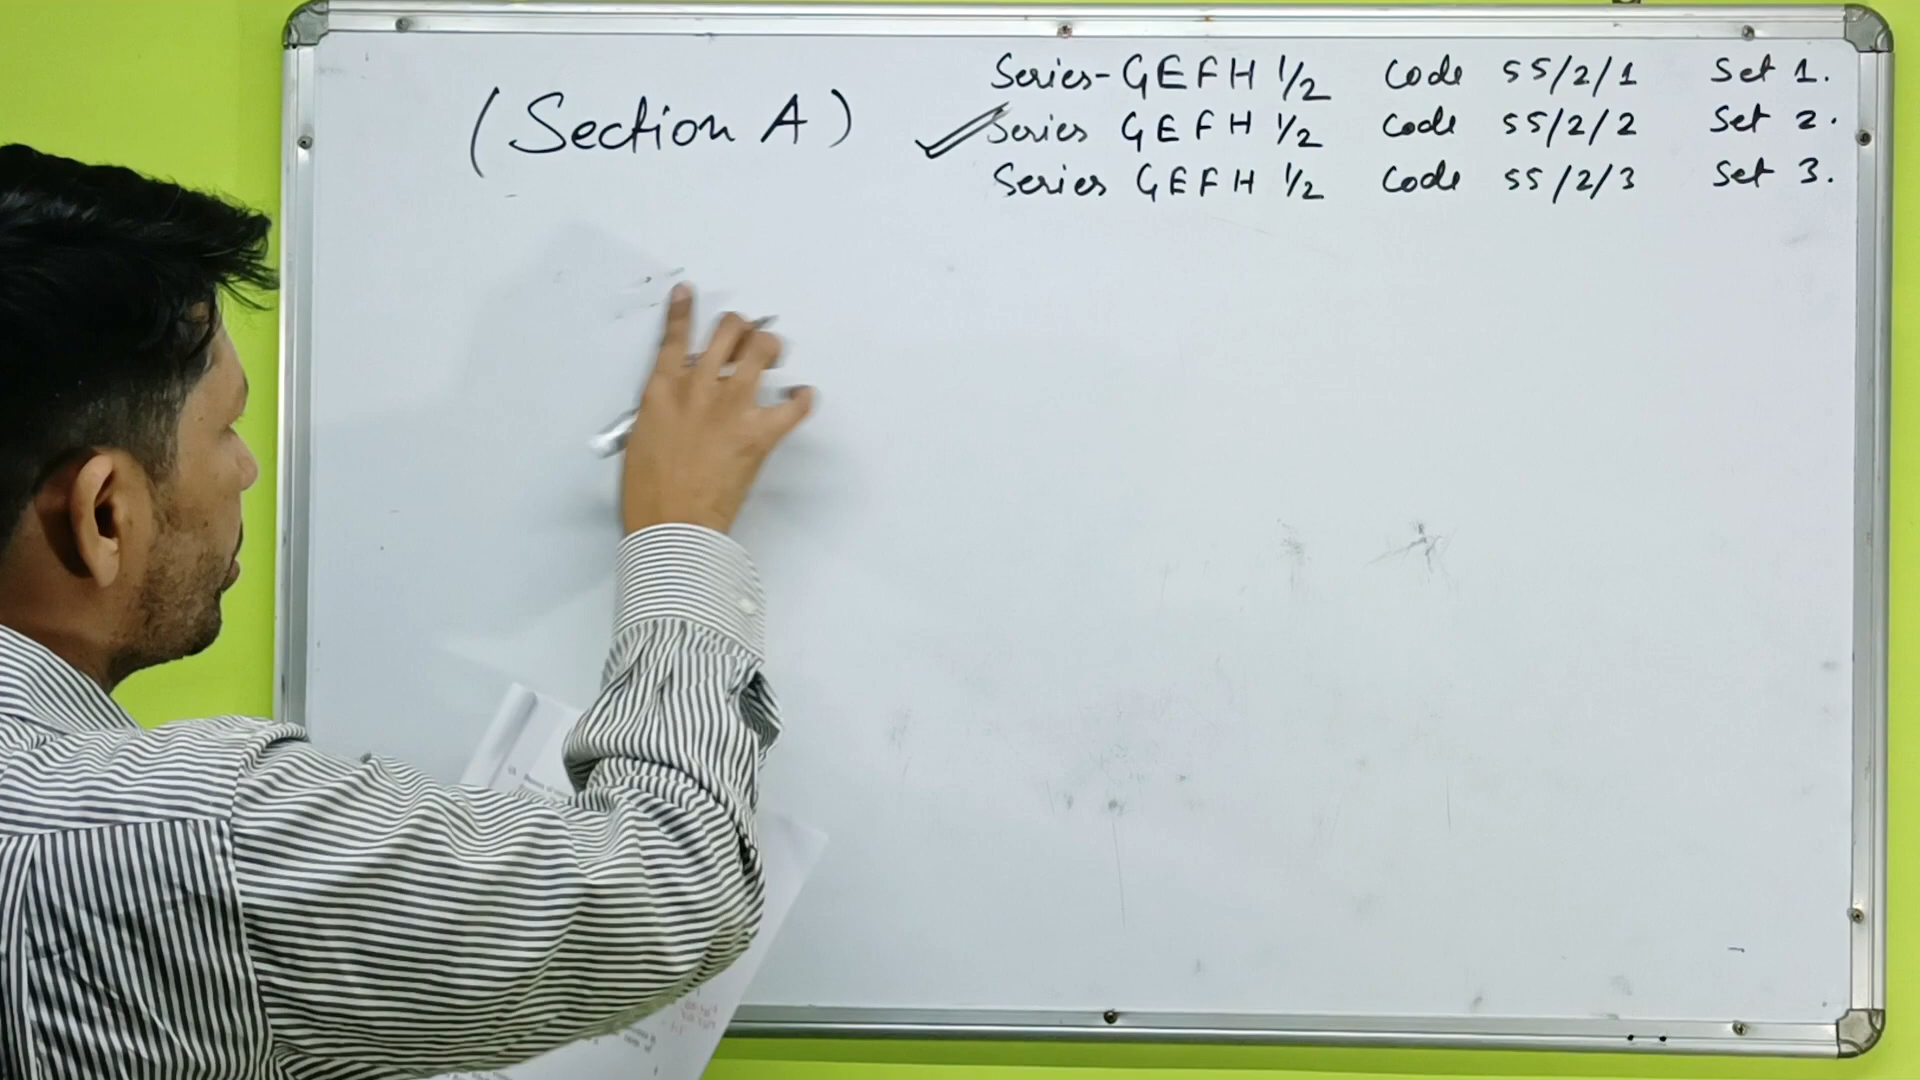 (Section A)
Series-GEFH 1/2 Code 55/2/1 Set 1.
Series GEFH 1/2 Code 55/2/2 Set 2.
Series GEFH 1/2 Code 55/2/3 Set 3.